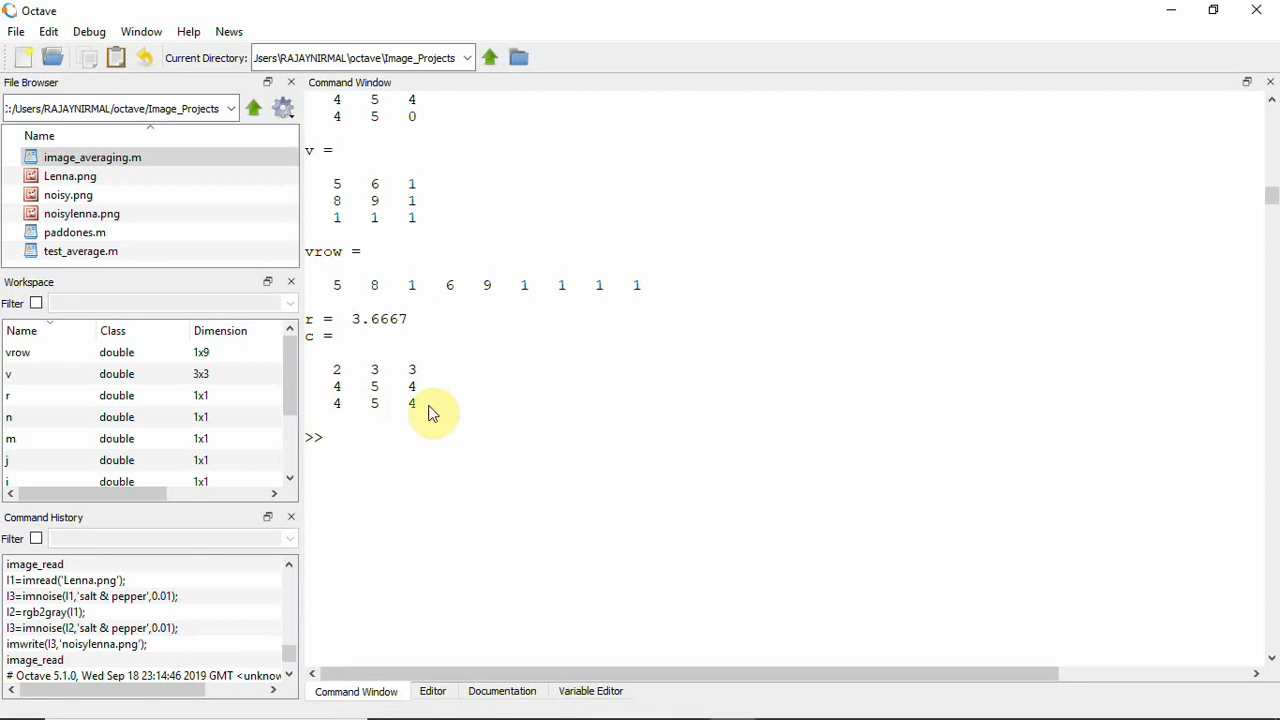 Octave
File Edit Debug Window Help News
Current Directory: Jsers\RAJAYNIRMAL\octave\Image_Projects
File Browser
:/Users/RAJAYNIRMAL/octave/Image_Projects
Name
image_averaging.m
Lenna.png
noisy.png
noisylenna.png
paddones.m
test_average.m
Workspace
Filter
Name Class Dimension
vrow double 1x9
v double 3x3
r double 1x1
n double 1x1
m double 1x1
j double 1x1
i double 1x1
Command History
Filter
image_read
I1=imread('Lenna.png');
I3=imnoise(I1,'salt & pepper',0.01);
I2=rgb2gray(I1);
I3=imnoise(I2,'salt & pepper',0.01);
imwrite(I3,'noisylenna.png');
image_read
# Octave 5.1.0, Wed Sep 18 23:14:46 2019 GMT <unknow
Command Window
4 5 4
4 5 0
v =
5 6 1
8 9 1
1 1 1
vrow =
5 8 1 6 9 1 1 1 1
r = 3.6667
c =
2 3 3
4 5 4
4 5 4
>>
Command Window Editor Documentation Variable Editor